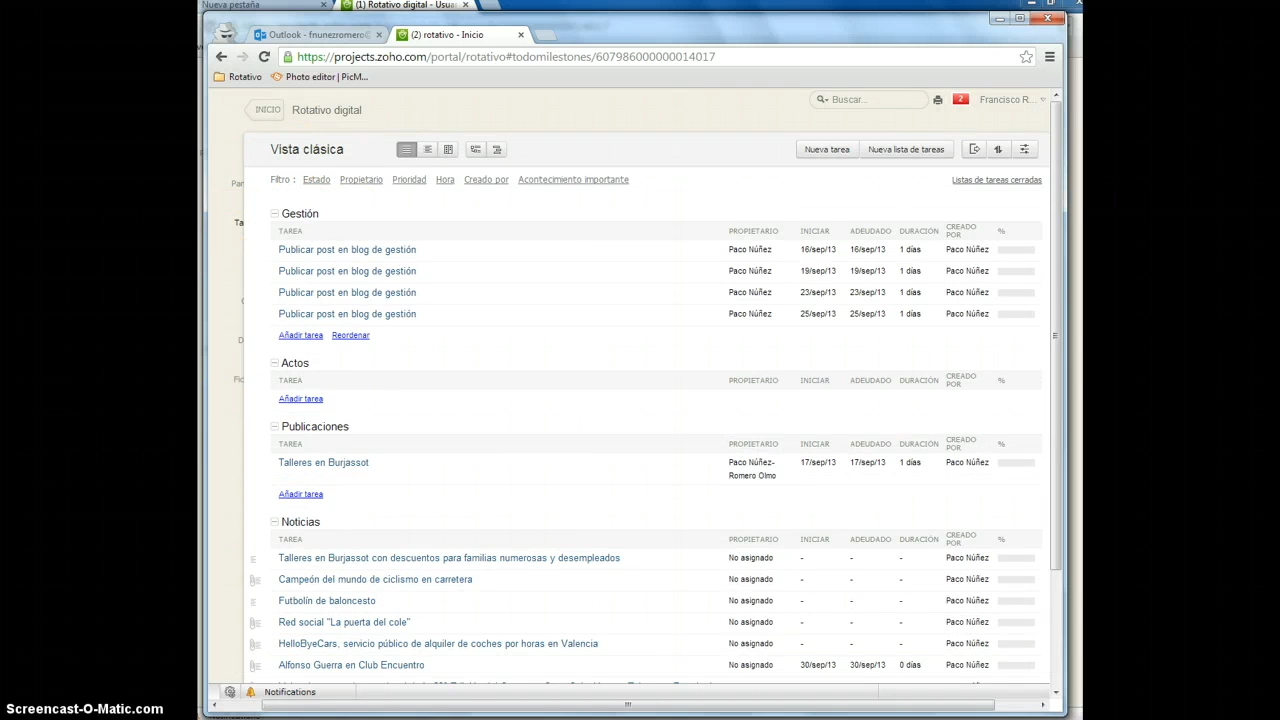 Nueva pestaña
(1) Rotativo digital - Usua
Outlook - fnunezromero@
(2) rotativo - Inicio
https://projects.zoho.com/portal/rotativo#todomilestones/607986000000014017
Rotativo
Photo editor | PicM...
INICIO
Rotativo digital
Buscar...
2
Francisco R...
Vista clásica
Nueva tarea
Nueva lista de tareas
Filtro : Estado Propietario Prioridad Hora Creado por Acontecimiento importante
Listas de tareas cerradas
Gestión
TAREA PROPIETARIO INICIAR ADEUDADO DURACIÓN CREADO POR %
Publicar post en blog de gestión Paco Núñez 16/sep/13 16/sep/13 1 días Paco Núñez
Publicar post en blog de gestión Paco Núñez 19/sep/13 19/sep/13 1 días Paco Núñez
Publicar post en blog de gestión Paco Núñez 23/sep/13 23/sep/13 1 días Paco Núñez
Publicar post en blog de gestión Paco Núñez 25/sep/13 25/sep/13 1 días Paco Núñez
Añadir tarea Reordenar
Actos
TAREA PROPIETARIO INICIAR ADEUDADO DURACIÓN CREADO POR %
Añadir tarea
Publicaciones
TAREA PROPIETARIO INICIAR ADEUDADO DURACIÓN CREADO POR %
Talleres en Burjassot Paco Núñez-Romero Olmo 17/sep/13 17/sep/13 1 días Paco Núñez
Añadir tarea
Noticias
TAREA PROPIETARIO INICIAR ADEUDADO DURACIÓN CREADO POR %
Talleres en Burjassot con descuentos para familias numerosas y desempleados No asignado - - - Paco Núñez
Campeón del mundo de ciclismo en carretera No asignado - - - Paco Núñez
Futbolín de baloncesto No asignado - - - Paco Núñez
Red social "La puerta del cole" No asignado - - - Paco Núñez
HelloByeCars, servicio público de alquiler de coches por horas en Valencia No asignado - - - Paco Núñez
Alfonso Guerra en Club Encuentro No asignado 30/sep/13 30/sep/13 0 días Paco Núñez
Notifications
Screencast-O-Matic.com